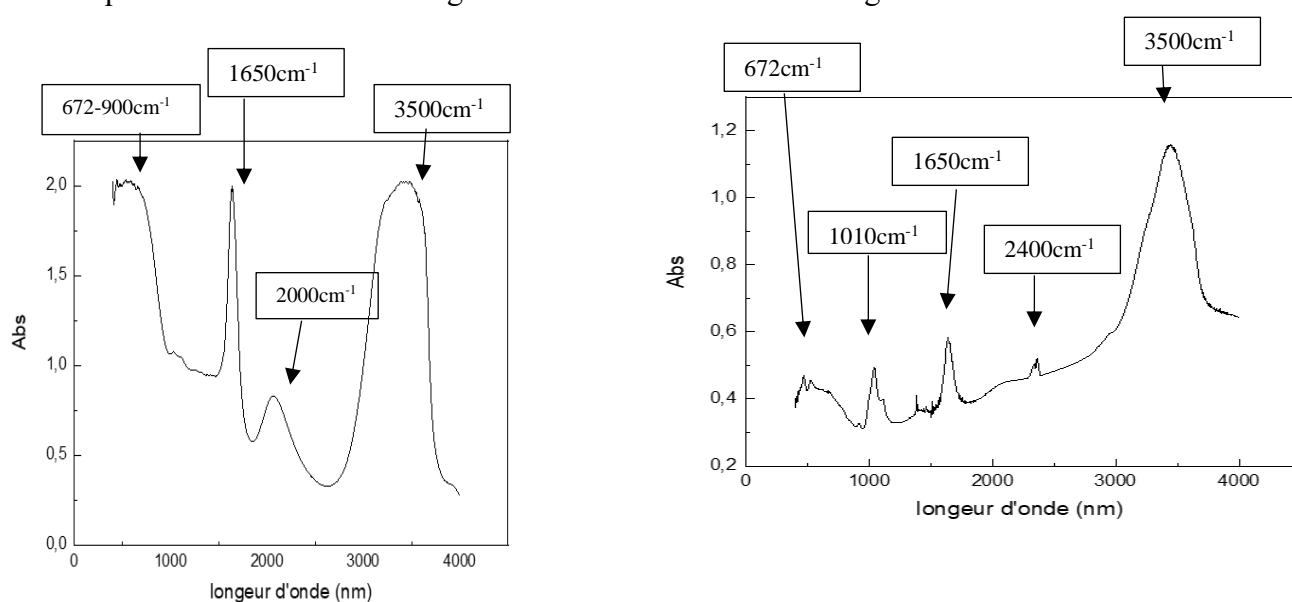 1650cm-1
672-900cm-1
3500cm-1
2000cm-1
Abs
2,0
1,5
1,0
0,5
0,0
0
1000
2000
3000
4000
longeur d'onde (nm)
3500cm-1
672cm-1
1650cm-1
1010cm-1
2400cm-1
Abs
1,2
1,0
0,8
0,6
0,4
0,2
0
1000
2000
3000
4000
longeur d'onde (nm)